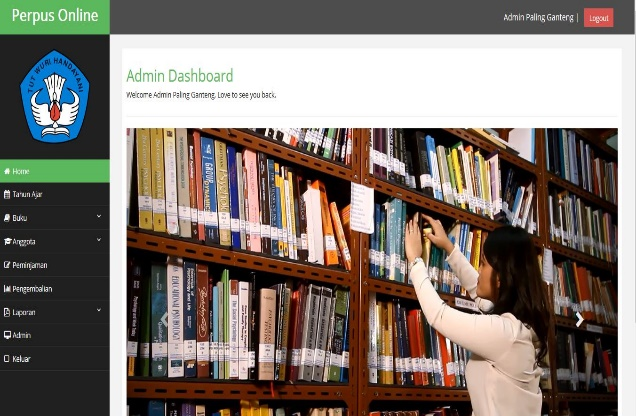 Perpus Online
Admin Paling Ganteng |
Logout
TUT WURI HANDAYANI
Admin Dashboard
Welcome Admin Paling Ganteng. Love to see you back.
Home
Tahun Ajar
Buku
Anggota
Peminjaman
Pengembalian
Laporan
Admin
Keluar